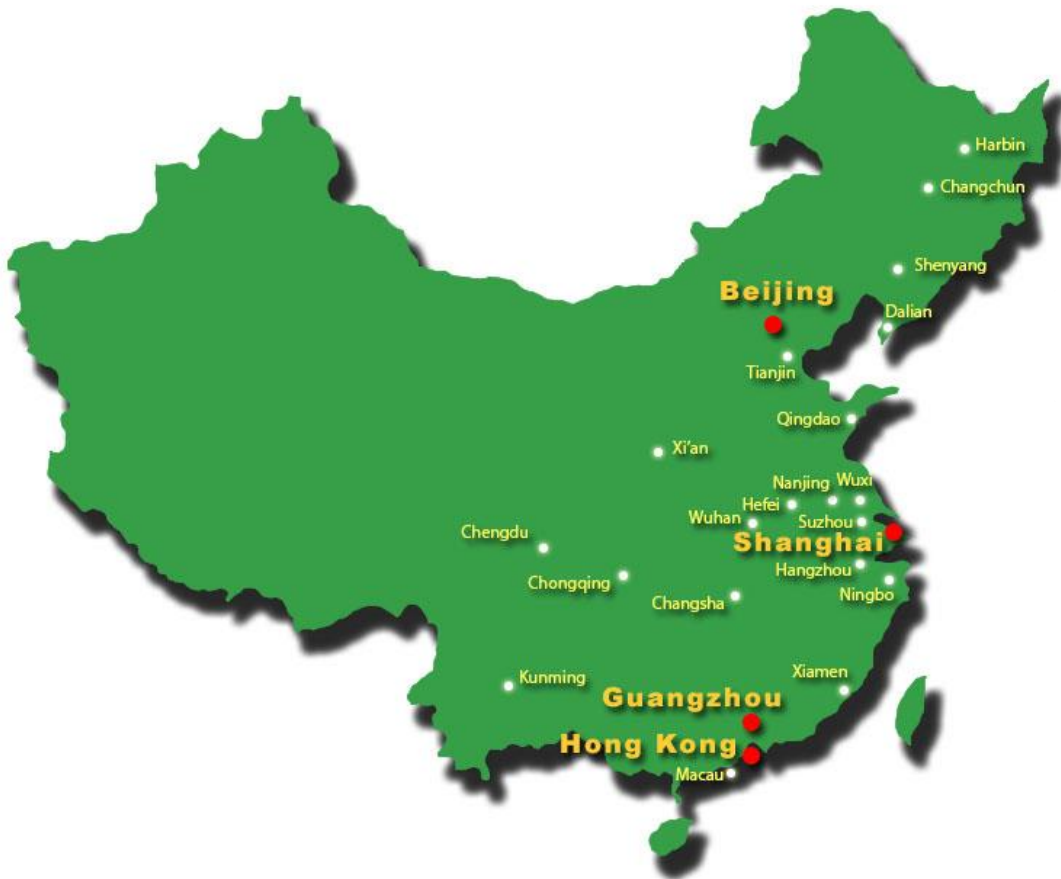 Harbin
Changchun
Shenyang
Beijing
Dalian
Tianjin
Qingdao
Xi'an
Nanjing
Wuxi
Hefei
Wuhan
Suzhou
Chengdu
Shanghai
Hangzhou
Chongqing
Ningbo
Changsha
Xiamen
Kunming
Guangzhou
Hong Kong
Macau